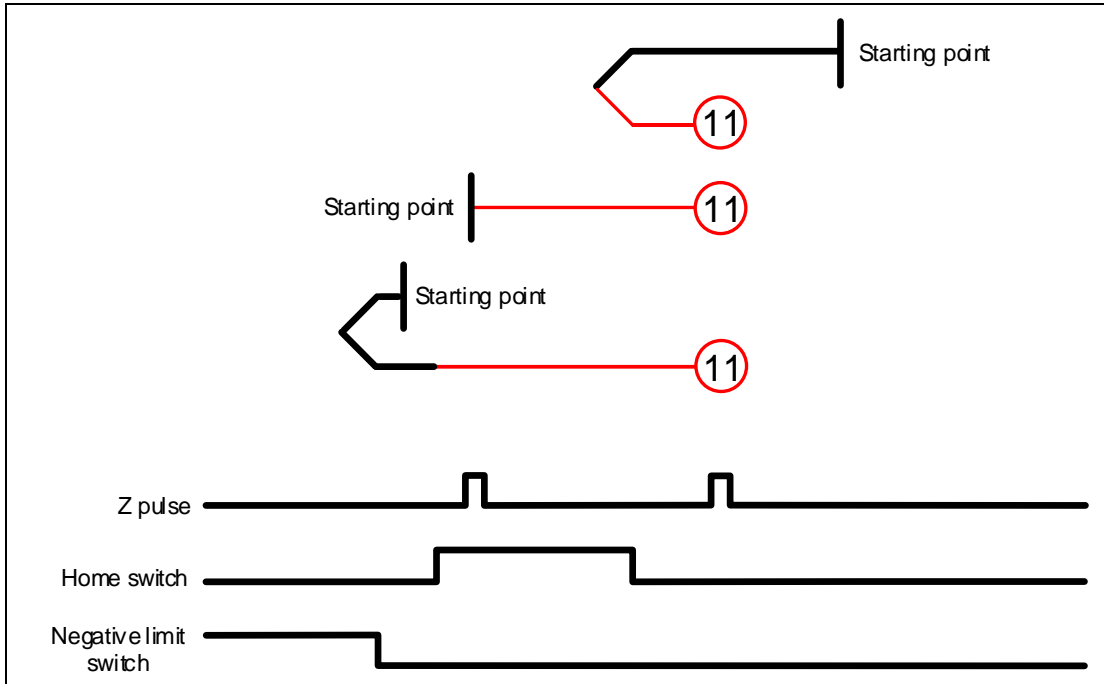 Starting point
11
Starting point
11
Starting point
11
Z pulse
Home switch
Negative limit
switch